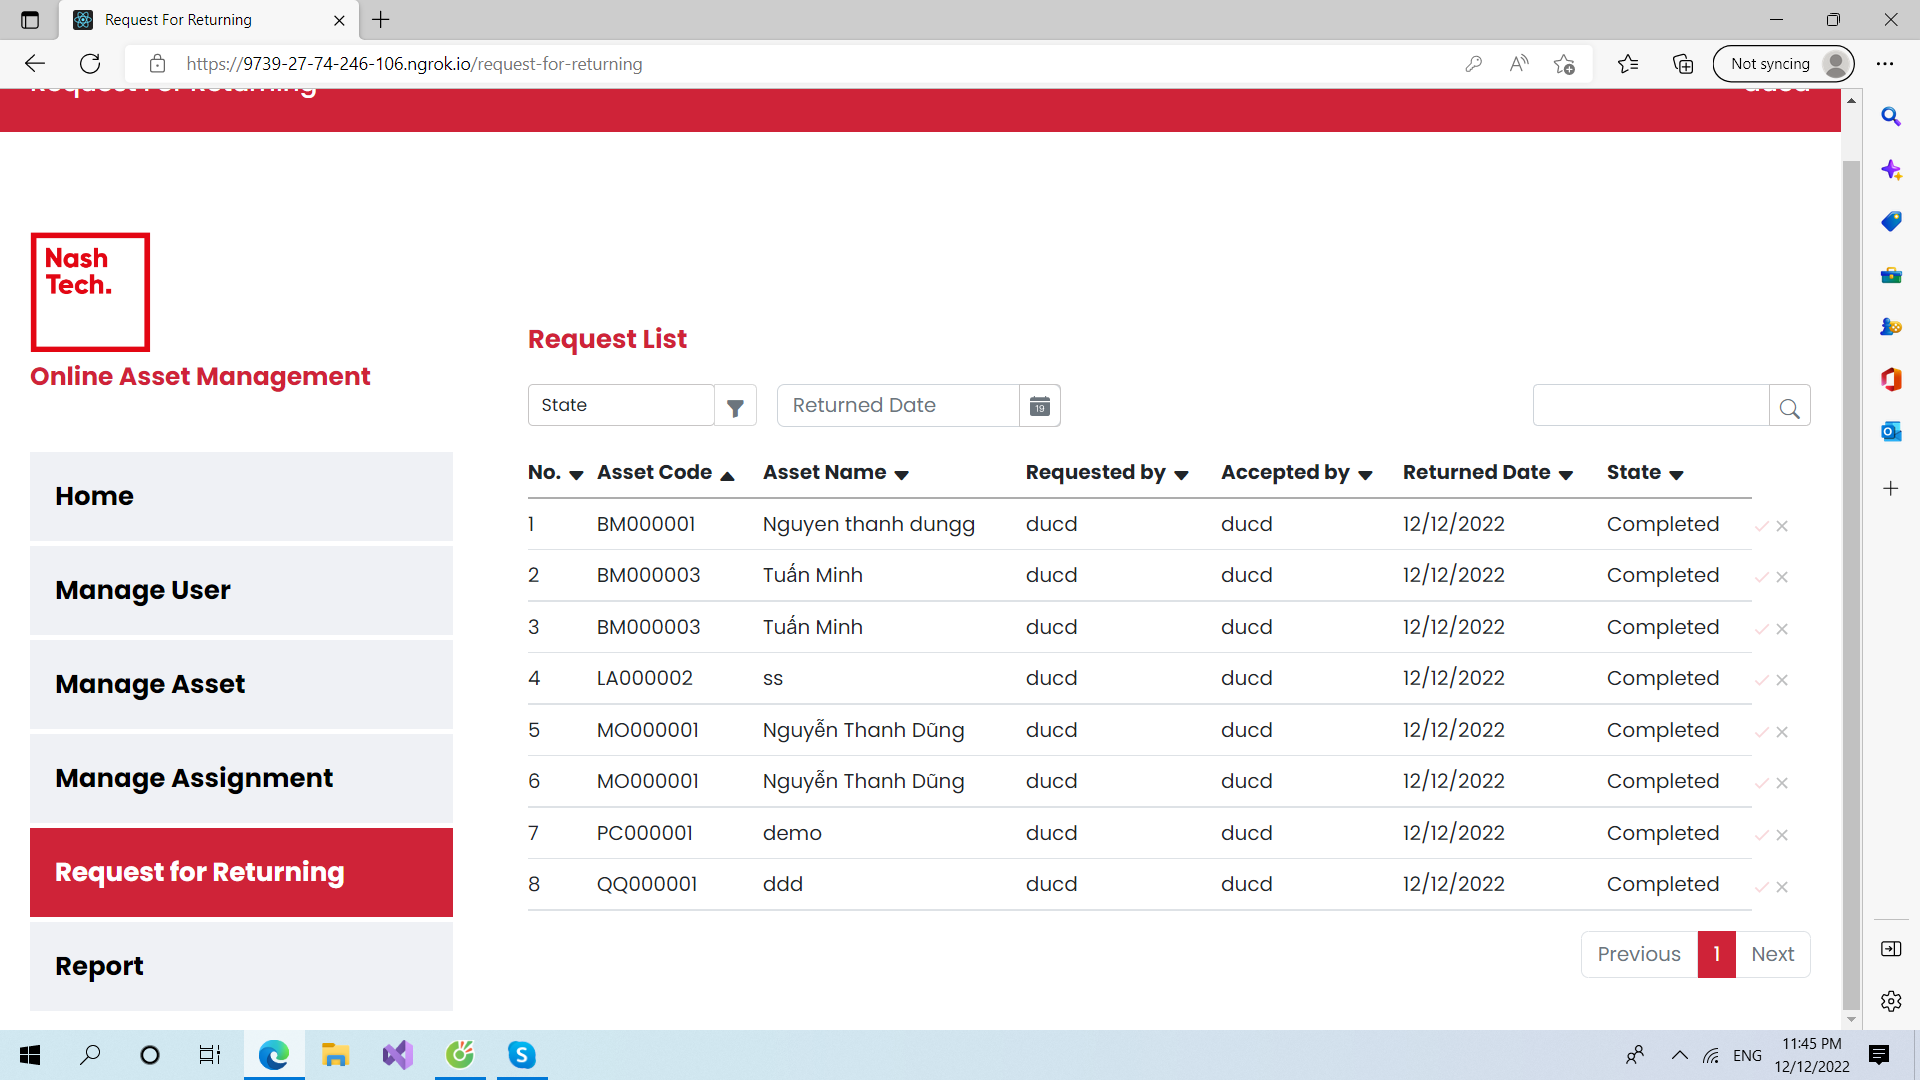 Request For Returning
https://9739-27-74-246-106.ngrok.io/request-for-returning
Not syncing
Request For Returning
ducd
Nash
Tech.
Online Asset Management
Home
Manage User
Manage Asset
Manage Assignment
Request for Returning
Report
Request List
State
Returned Date
19
No. Asset Code Asset Name Requested by Accepted by Returned Date State
1 BM000001 Nguyen thanh dungg ducd ducd 12/12/2022 Completed
2 BM000003 Tuấn Minh ducd ducd 12/12/2022 Completed
3 BM000003 Tuấn Minh ducd ducd 12/12/2022 Completed
4 LA000002 ss ducd ducd 12/12/2022 Completed
5 MO000001 Nguyễn Thanh Dũng ducd ducd 12/12/2022 Completed
6 MO000001 Nguyễn Thanh Dũng ducd ducd 12/12/2022 Completed
7 PC000001 demo ducd ducd 12/12/2022 Completed
8 QQ000001 ddd ducd ducd 12/12/2022 Completed
Previous 1 Next
ENG
11:45 PM
12/12/2022